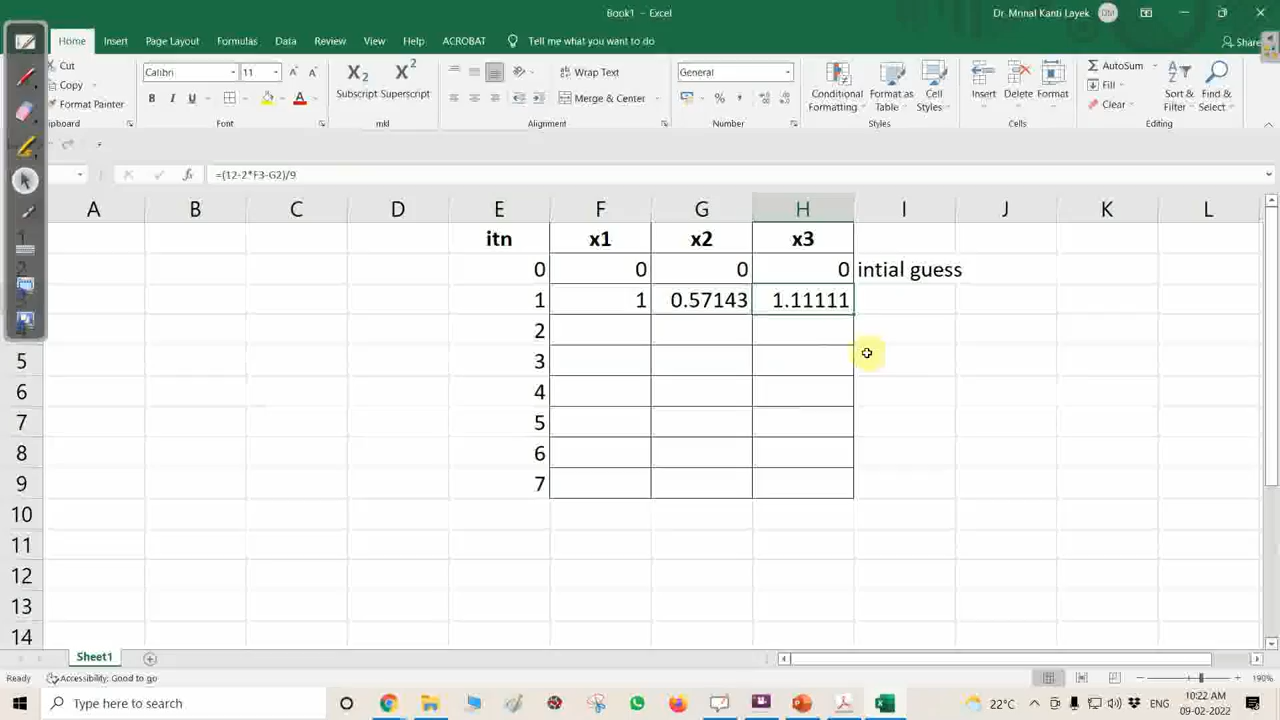 Book1 – Excel
Dr. Mrinal Kanti Layek
DM
Home Insert Page Layout Formulas Data Review View Help ACROBAT Tell me what you want to do Share
Cut
Copy
Format Painter
Calibri 11
B I U
Subscript Superscript
Wrap Text
Merge & Center
General
Conditional Formatting
Format as Table
Cell Styles
Insert Delete Format
AutoSum
Fill
Clear
Sort & Filter
Find & Select
lipboard Font mkl Alignment Number Styles Cells Editing
fx =(12-2*F3-G2)/9
A B C D E F G H I J K L
itn x1 x2 x3
0 0 0 0 intial guess
1 1 0.57143 1.11111
2
5 3
6 4
7 5
8 6
9 7
10
11
12
13
14
Sheet1
Ready Accessibility: Good to go 190%
Type here to search
22°C ENG
10:22 AM
09-02-2022